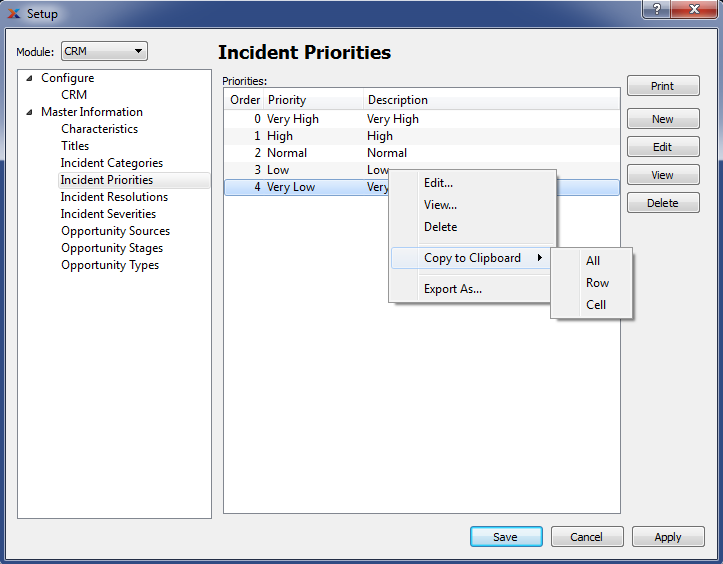 Setup
?
Module: CRM
Incident Priorities
Configure
CRM
Master Information
Characteristics
Titles
Incident Categories
Incident Priorities
Incident Resolutions
Incident Severities
Opportunity Sources
Opportunity Stages
Opportunity Types
Priorities:
Order Priority Description
0 Very High Very High
1 High High
2 Normal Normal
3 Low Low
4 Very Low Very
Edit...
View...
Delete
Copy to Clipboard
Export As...
All
Row
Cell
Print
New
Edit
View
Delete
Save Cancel Apply